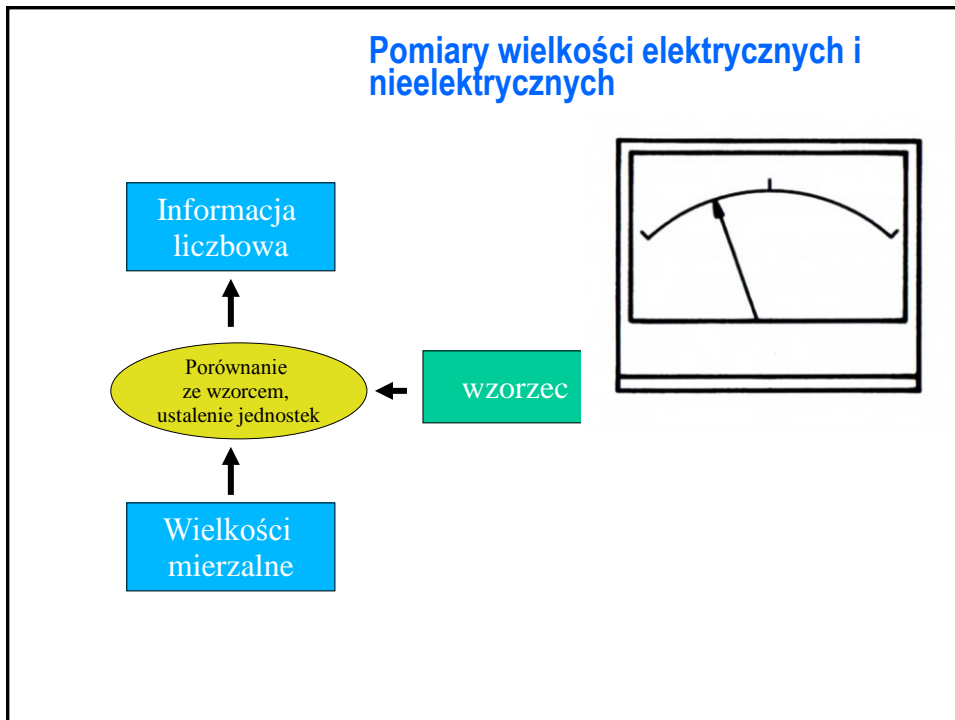 Pomiary wielkości elektrycznych i
nieelektrycznych
Informacja
liczbowa
Porównanie
ze wzorcem,
ustalenie jednostek
wzorzec
Wielkości
mierzalne